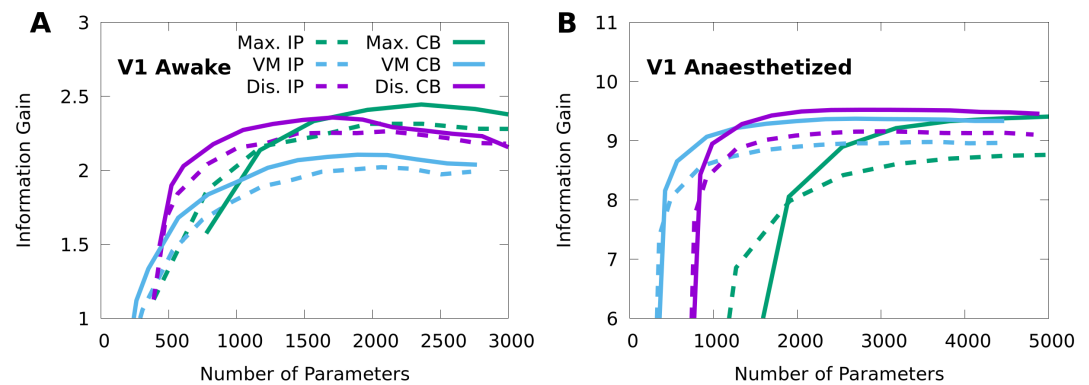 A
B
3
2.5
2
1.5
1
Information Gain
Max. IP
Max. CB
V1 Awake
VM IP
VM CB
Dis. IP
Dis. CB
0
500
1000
1500
2000
2500
3000
Number of Parameters
11
10
9
8
7
6
Information Gain
V1 Anaesthetized
0
1000
2000
3000
4000
5000
Number of Parameters